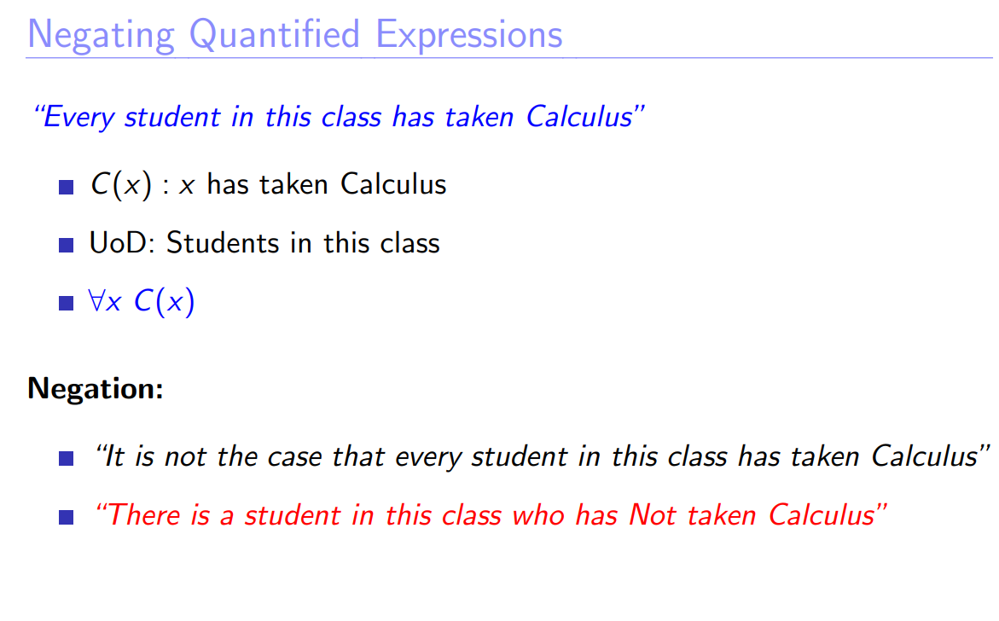 Negating Quantified Expressions
“Every student in this class has taken Calculus”
C(x) : x has taken Calculus
UoD: Students in this class
∀x C(x)
Negation:
“It is not the case that every student in this class has taken Calculus”
“There is a student in this class who has Not taken Calculus”